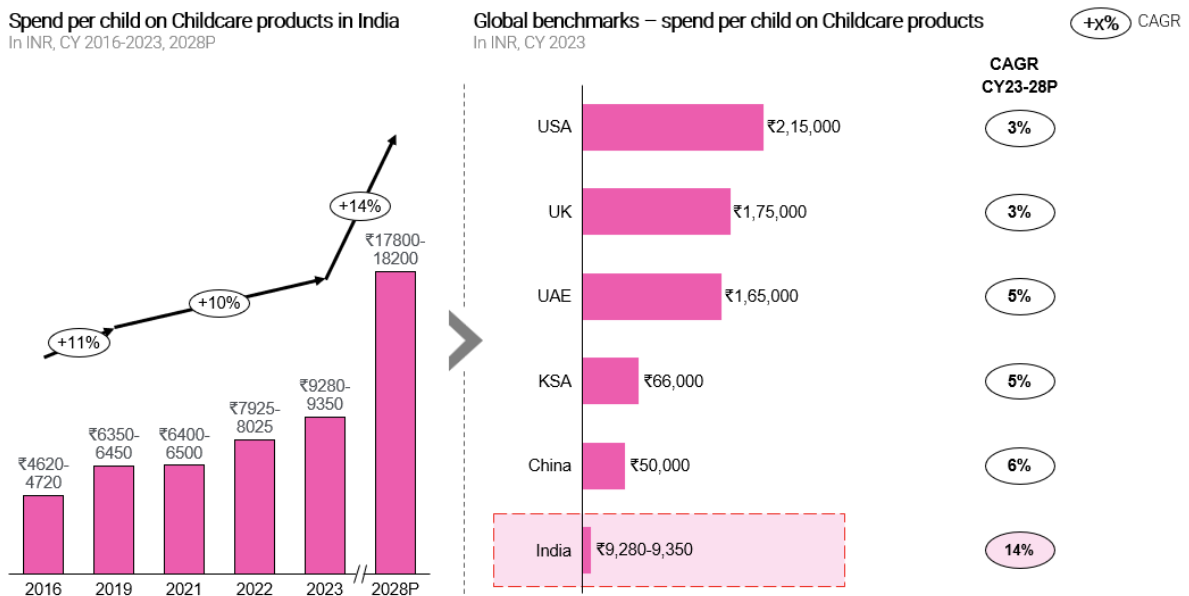 Spend per child on Childcare products in India
In INR, CY 2016-2023, 2028P
+11%
+10%
+14%
₹4620-
4720
₹6350-
6450
₹6400-
6500
₹7925-
8025
₹9280-
9350
₹17800-
18200
2016 2019 2021 2022 2023 // 2028P
Global benchmarks – spend per child on Childcare products
In INR, CY 2023
+x% CAGR
CAGR
CY23-28P
USA ₹2,15,000 3%
UK ₹1,75,000 3%
UAE ₹1,65,000 5%
KSA ₹66,000 5%
China ₹50,000 6%
India ₹9,280-9,350 14%